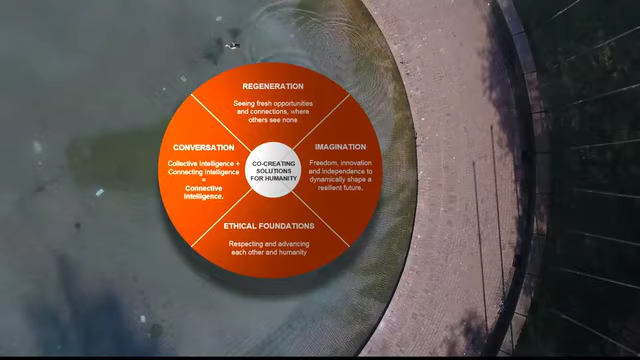 REGENERATION
Seeing fresh opportunities
and connections, where
others see none
CONVERSATION
Collective Intelligence +
Connecting Intelligence
=
Connective
Intelligence.
IMAGINATION
Freedom, innovation
and independence to
dynamically shape a
resilient future.
CO-CREATING
SOLUTIONS
FOR HUMANITY
ETHICAL FOUNDATIONS
Respecting and advancing
each other and humanity